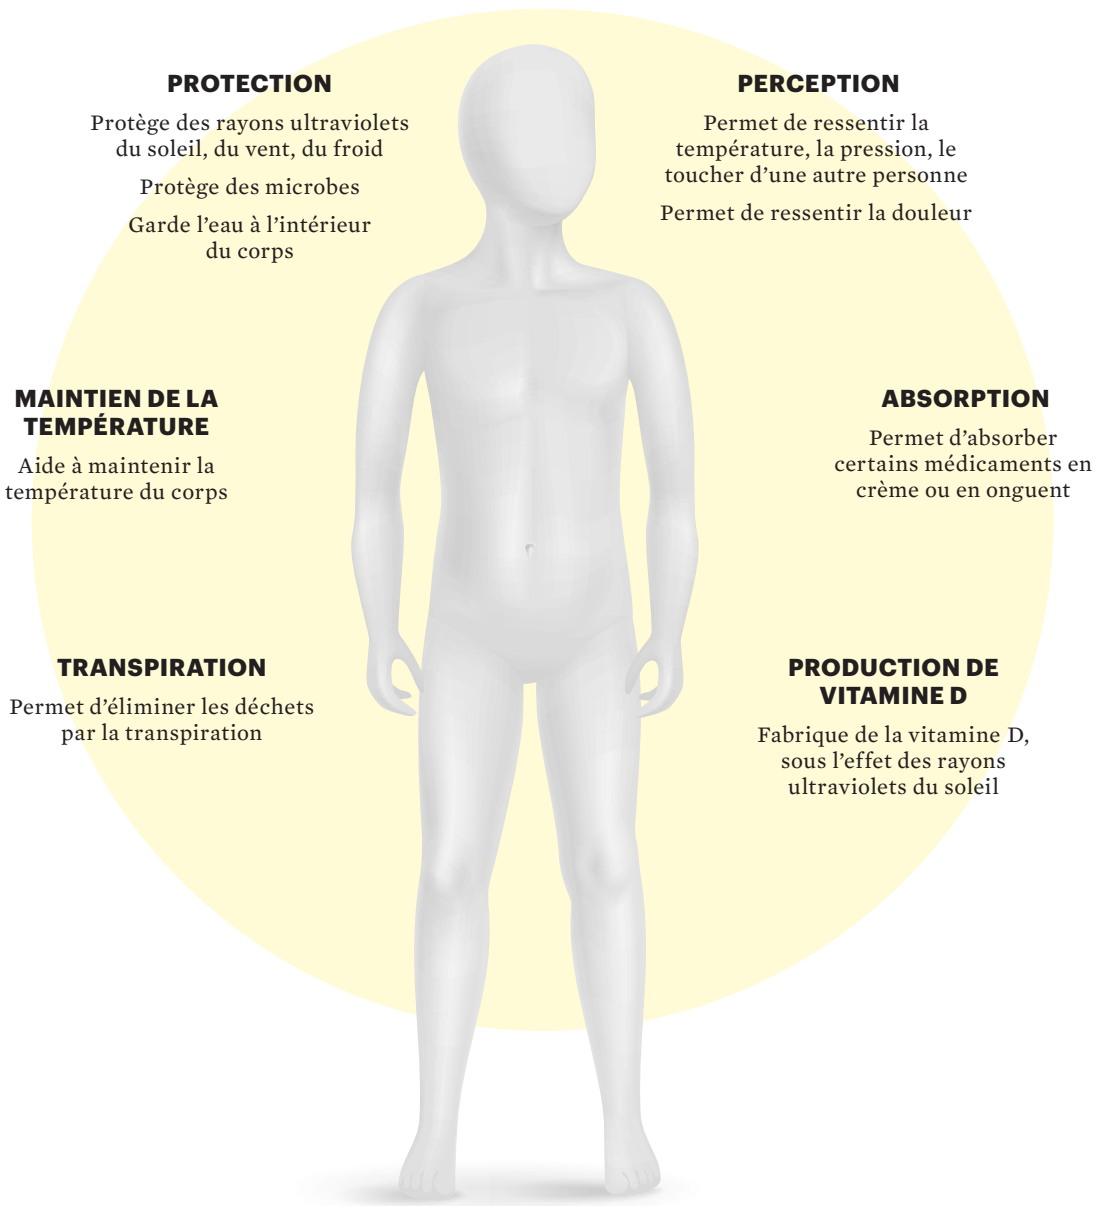 PROTECTION
Protège des rayons ultraviolets
du soleil, du vent, du froid
Protège des microbes
Garde l’eau à l’intérieur
du corps
PERCEPTION
Permet de ressentir la
température, la pression, le
toucher d’une autre personne
Permet de ressentir la douleur
MAINTIEN DE LA
TEMPÉRATURE
Aide à maintenir la
température du corps
ABSORPTION
Permet d’absorber
certains médicaments en
crème ou en onguent
TRANSPIRATION
Permet d’éliminer les déchets
par la transpiration
PRODUCTION DE
VITAMINE D
Fabrique de la vitamine D,
sous l’effet des rayons
ultraviolets du soleil